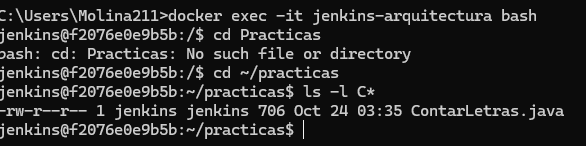 C:\Users\Molina211>docker exec -it jenkins-arquitectura bash
jenkins@f2076e0e9b5b:/$ cd Practicas
bash: cd: Practicas: No such file or directory
jenkins@f2076e0e9b5b:/$ cd ~/practicas
jenkins@f2076e0e9b5b:~/practicas$ ls -l C*
-rw-r--r-- 1 jenkins jenkins 706 Oct 24 03:35 ContarLetras.java
jenkins@f2076e0e9b5b:~/practicas$